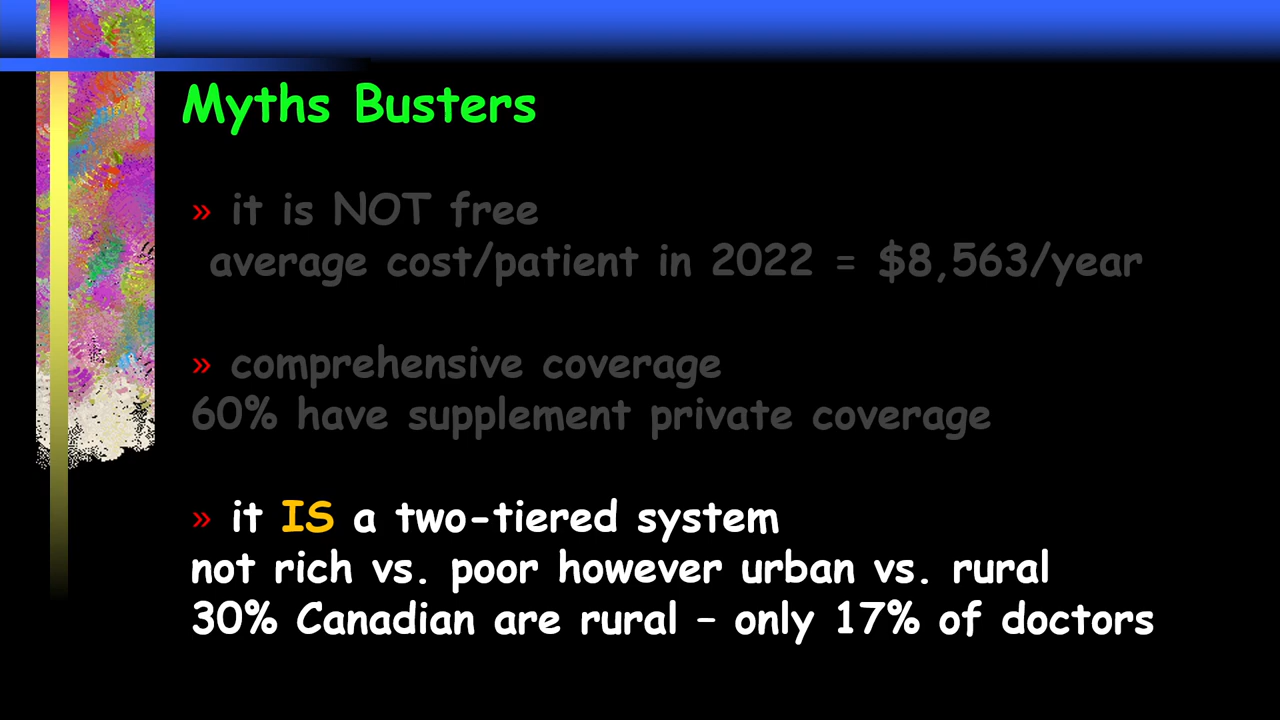 Myths Busters
» it is NOT free
average cost/patient in 2022 = $8,563/year
» comprehensive coverage
60% have supplement private coverage
» it IS a two-tiered system
not rich vs. poor however urban vs. rural
30% Canadian are rural – only 17% of doctors